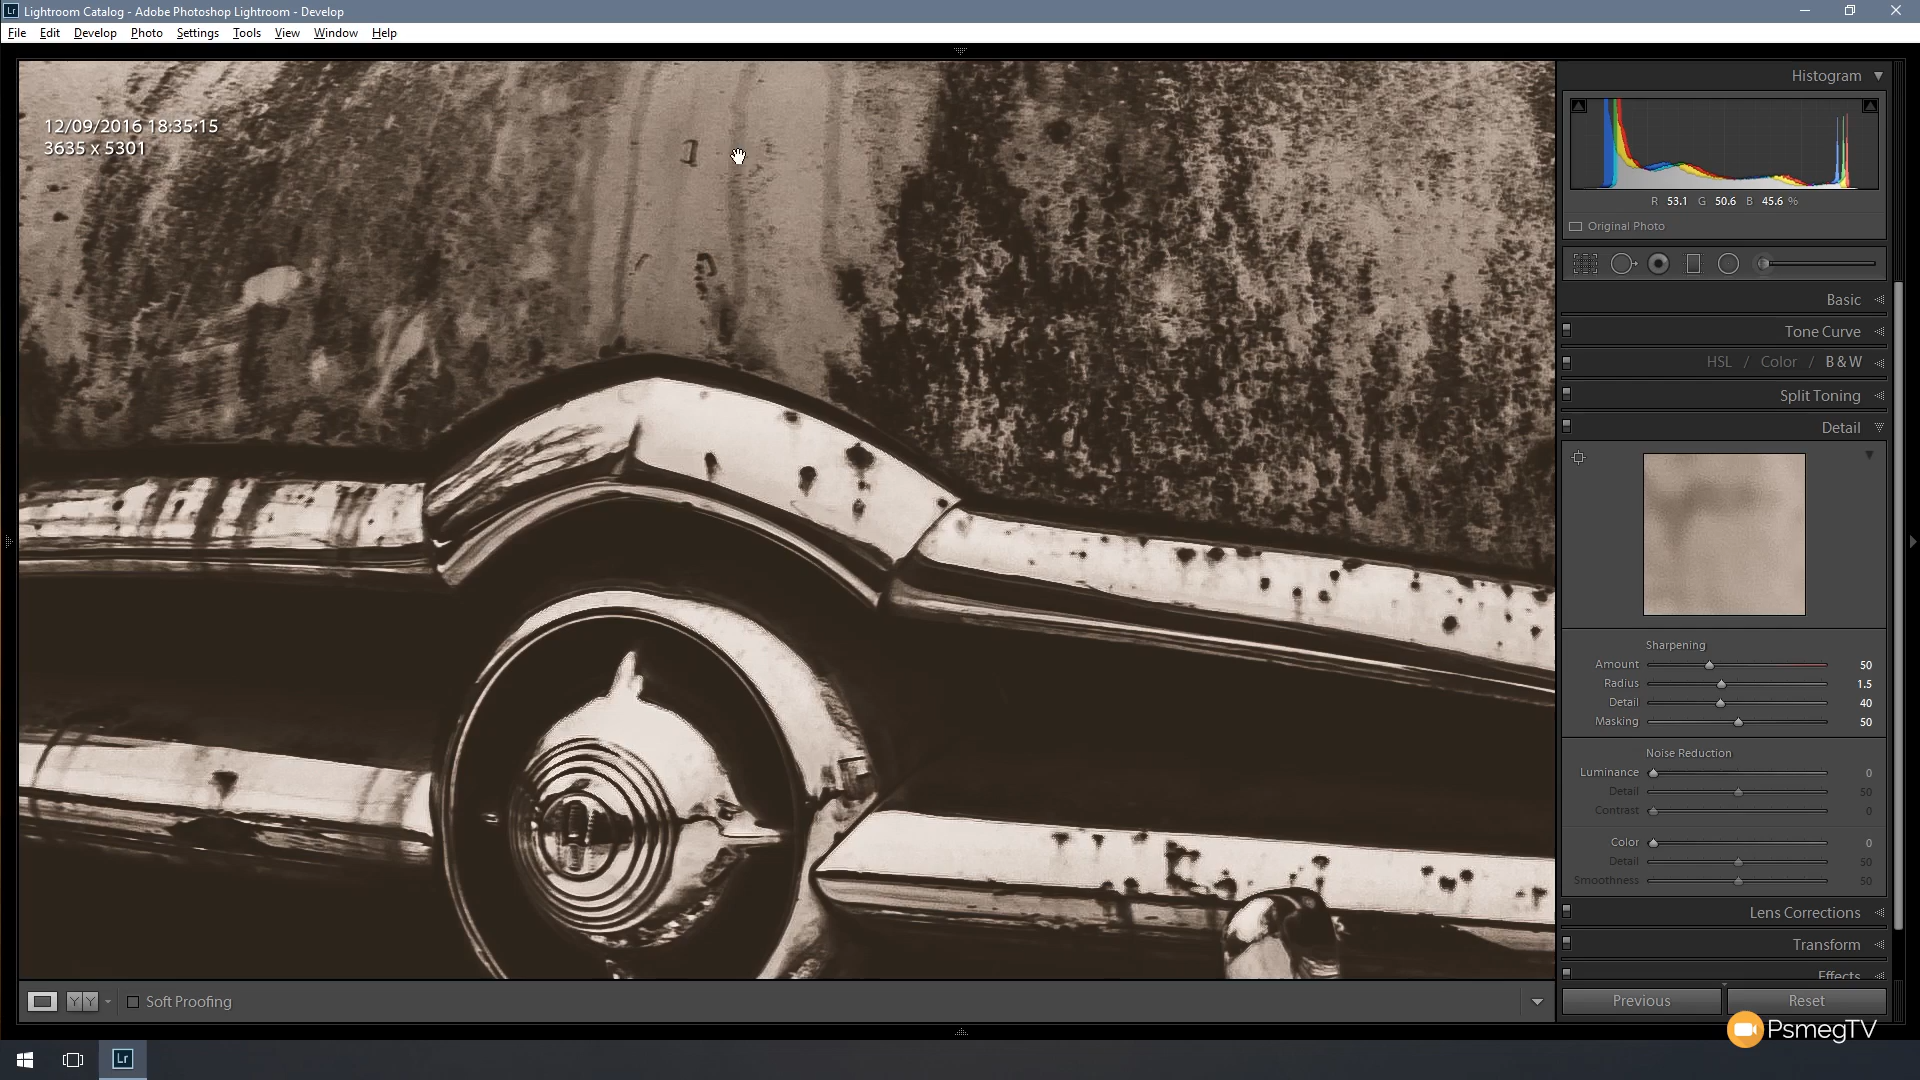 Lr Lightroom Catalog - Adobe Photoshop Lightroom - Develop
File Edit Develop Photo Settings Tools View Window Help
12/09/2016 18:35:15
3635 x 5301
Histogram
R 53.1 G 50.6 B 45.6 %
Original Photo
Basic
Tone Curve
HSL / Color / B & W
Split Toning
Detail
Sharpening
Amount 50
Radius 1.5
Detail 40
Masking 50
Noise Reduction
Luminance 0
Detail 50
Contrast 0
Color 0
Detail 50
Smoothness 50
Lens Corrections
Transform
Effects
YY Soft Proofing
Previous Reset
PsmegTV
Lr